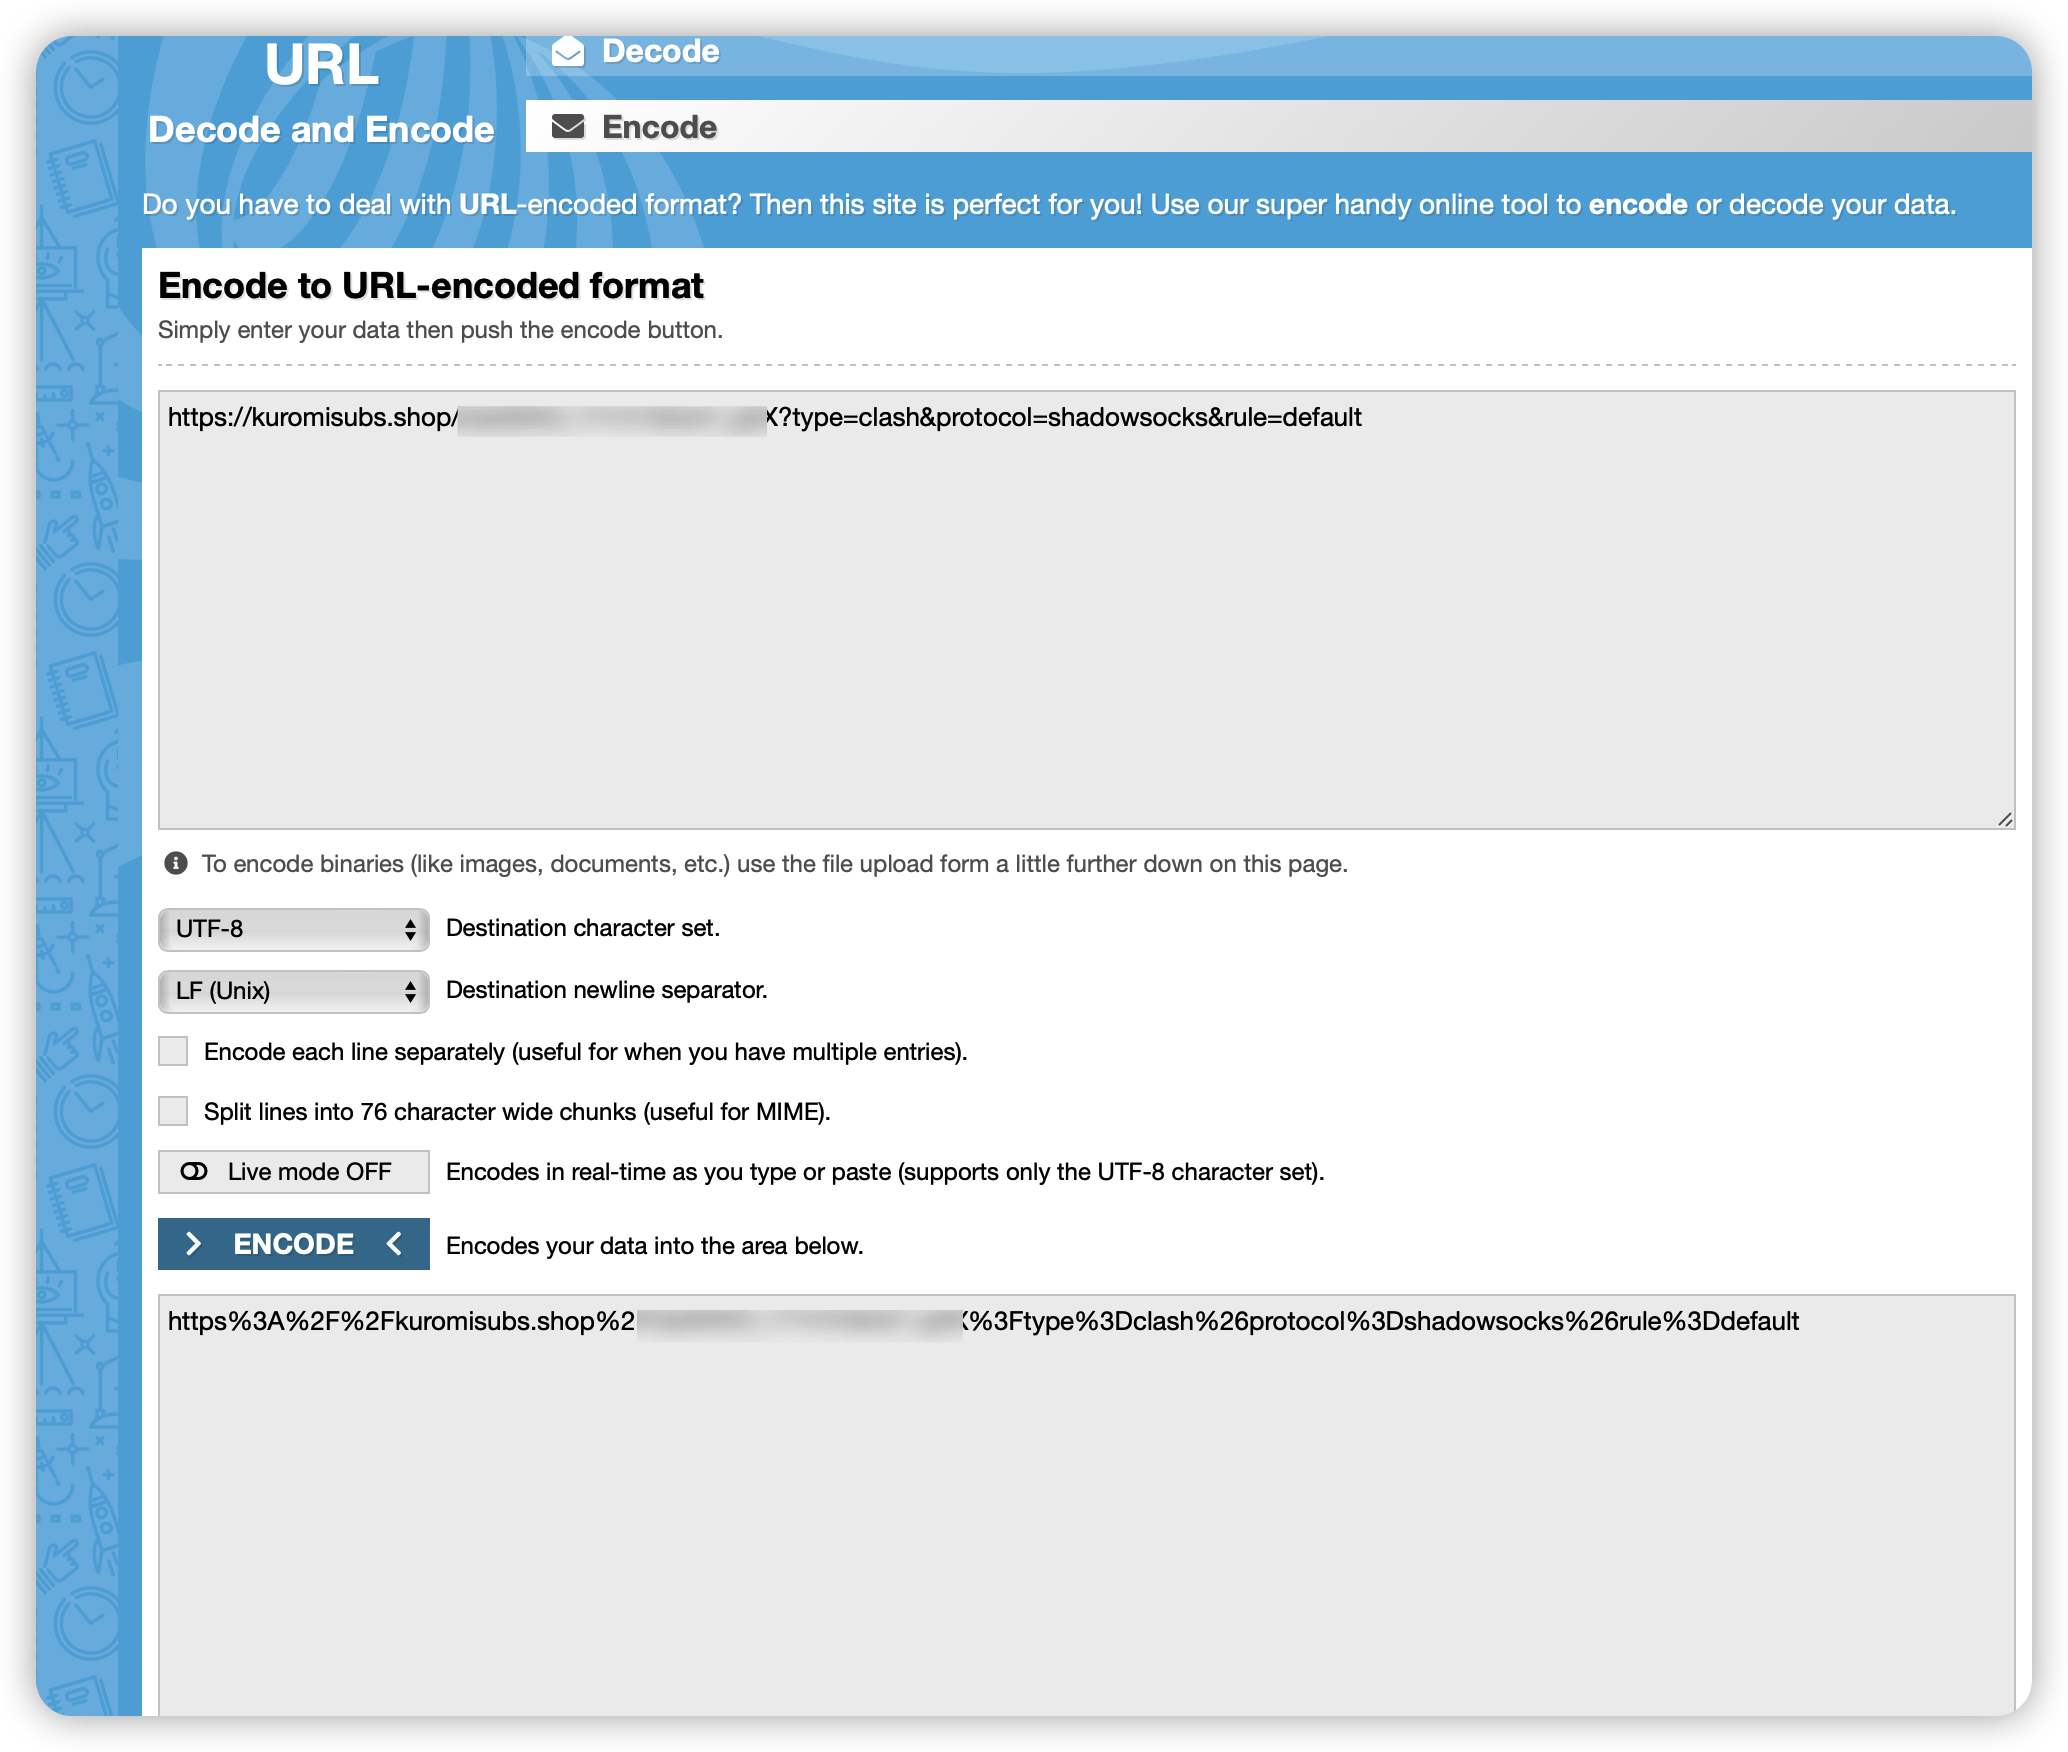 URL
Decode and Encode
Decode
Encode
Do you have to deal with URL-encoded format? Then this site is perfect for you! Use our super handy online tool to encode or decode your data.
Encode to URL-encoded format
Simply enter your data then push the encode button.
https://kuromisubs.shop/ X?type=clash&protocol=shadowsocks&rule=default
To encode binaries (like images, documents, etc.) use the file upload form a little further down on this page.
UTF-8 Destination character set.
LF (Unix) Destination newline separator.
Encode each line separately (useful for when you have multiple entries).
Split lines into 76 character wide chunks (useful for MIME).
Live mode OFF Encodes in real-time as you type or paste (supports only the UTF-8 character set).
> ENCODE < Encodes your data into the area below.
https%3A%2F%2Fkuromisubs.shop%2 X%3Ftype%3Dclash%26protocol%3Dshadowsocks%26rule%3Ddefault